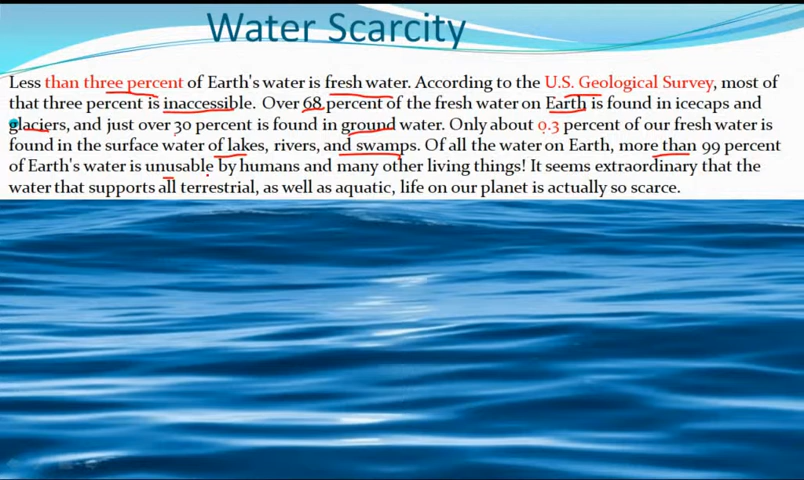 Water Scarcity
Less than three percent of Earth's water is fresh water. According to the U.S. Geological Survey, most of
that three percent is inaccessible. Over 68 percent of the fresh water on Earth is found in icecaps and
glaciers, and just over 30 percent is found in ground water. Only about 0.3 percent of our fresh water is
found in the surface water of lakes, rivers, and swamps. Of all the water on Earth, more than 99 percent
of Earth's water is unusable by humans and many other living things! It seems extraordinary that the
water that supports all terrestrial, as well as aquatic, life on our planet is actually so scarce.